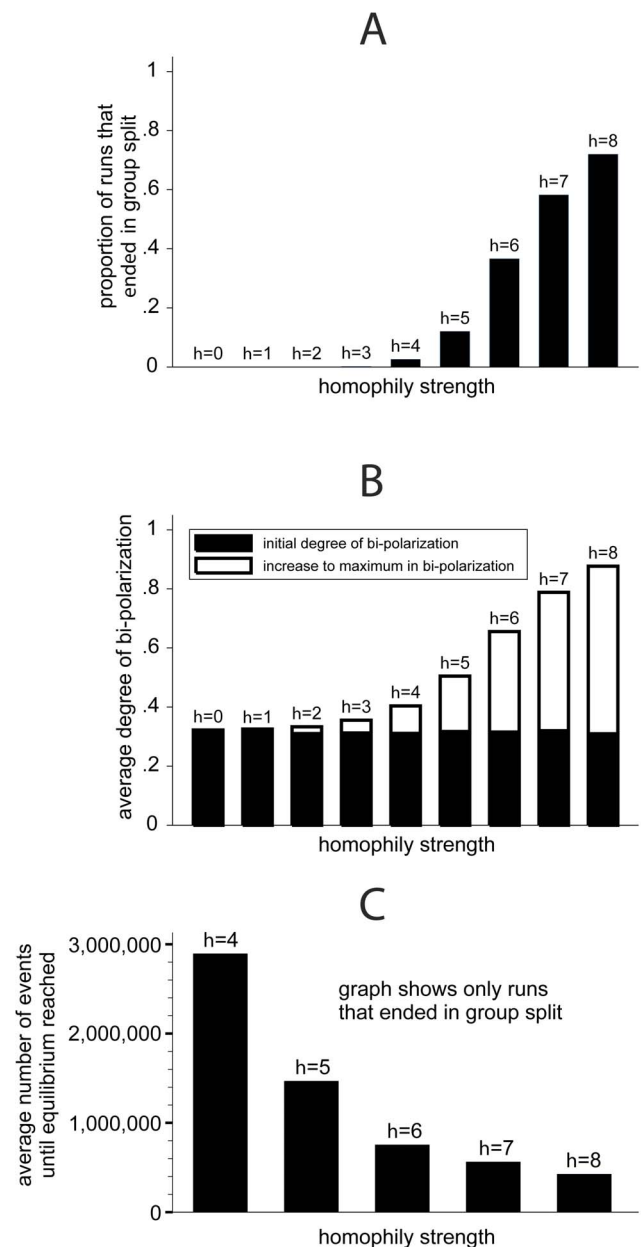 A
proportion of runs that
ended in group split
1
.8
.6
.4
.2
0
h=0 h=1 h=2 h=3 h=4 h=5 h=6 h=7 h=8
homophily strength
B
average degree of bi-polarization
1
.8
.6
.4
.2
0
initial degree of bi-polarization
increase to maximum in bi-polarization
h=0 h=1 h=2 h=3 h=4 h=5 h=6 h=7 h=8
homophily strength
C
average number of events
until equilibrium reached
3,000,000
2,000,000
1,000,000
0
graph shows only runs
that ended in group split
h=4 h=5 h=6 h=7 h=8
homophily strength